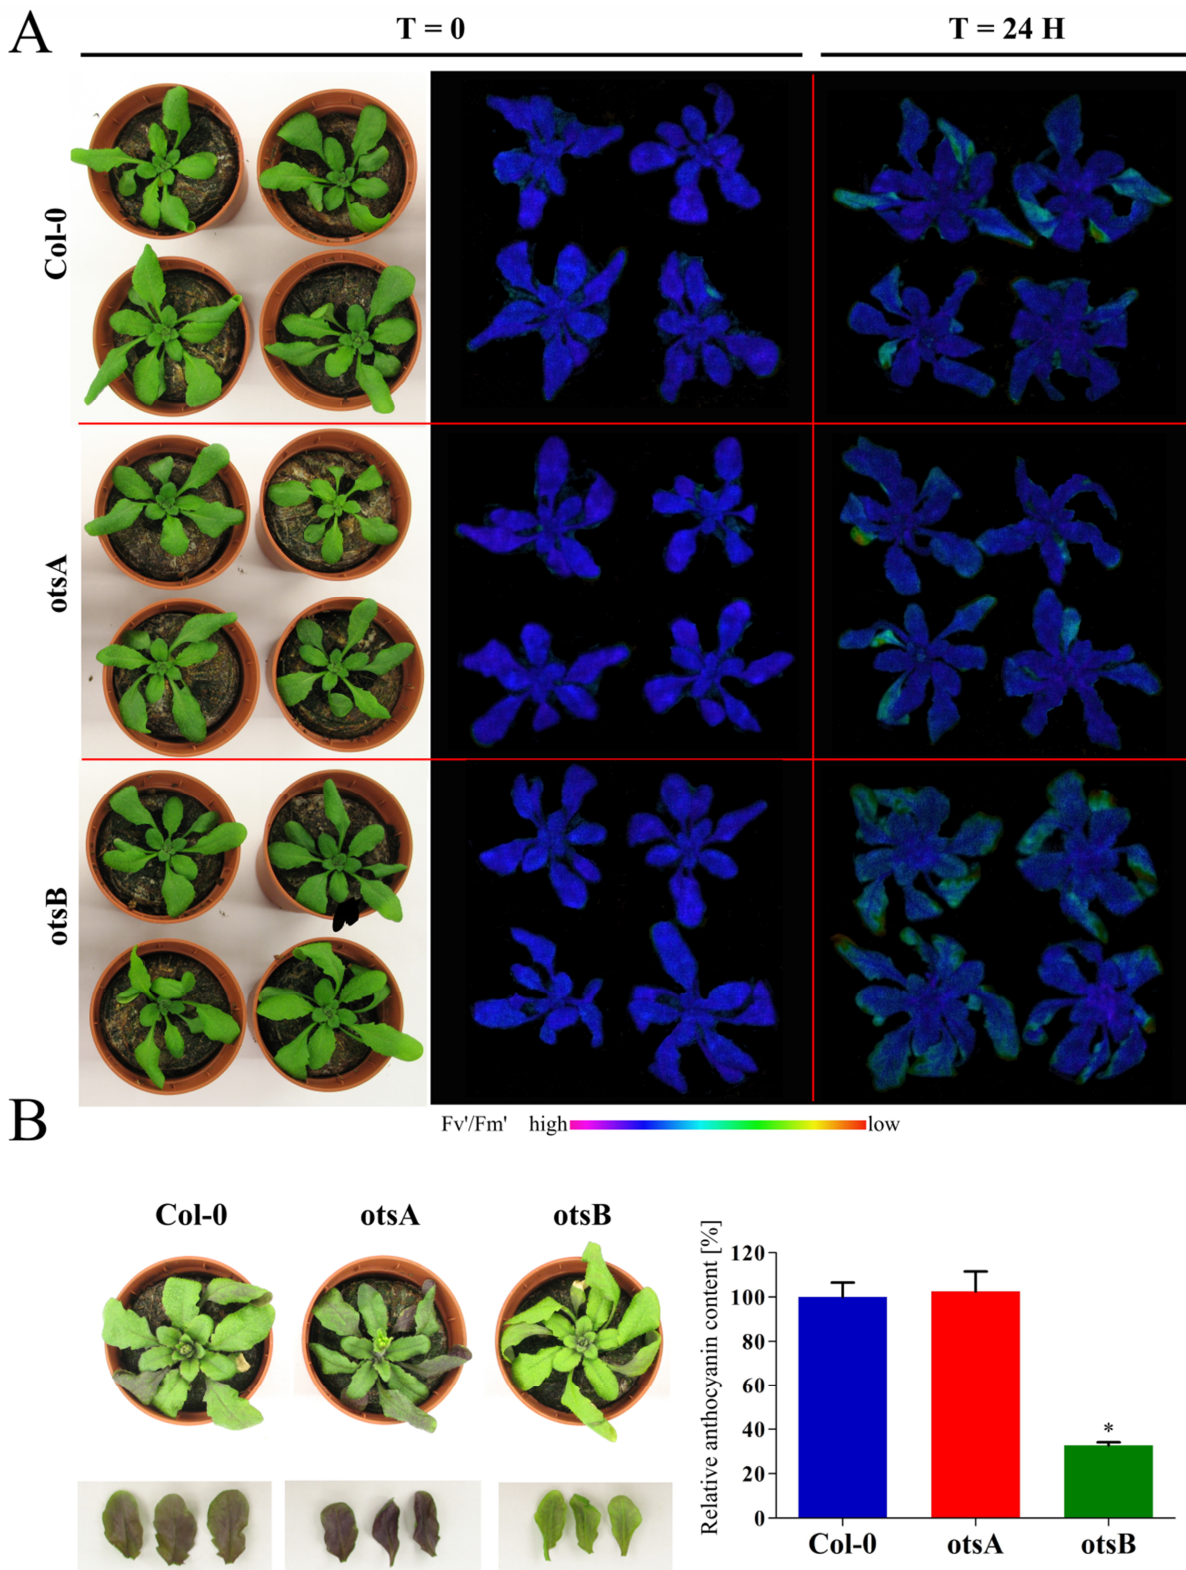 A
T = 0
T = 24 H
Col-0
otsA
otsB
Fv'/Fm' high low
B
Col-0
otsA
otsB
Relative anthocyanin content [%]
120
100
80
60
40
20
0
*
Col-0
otsA
otsB